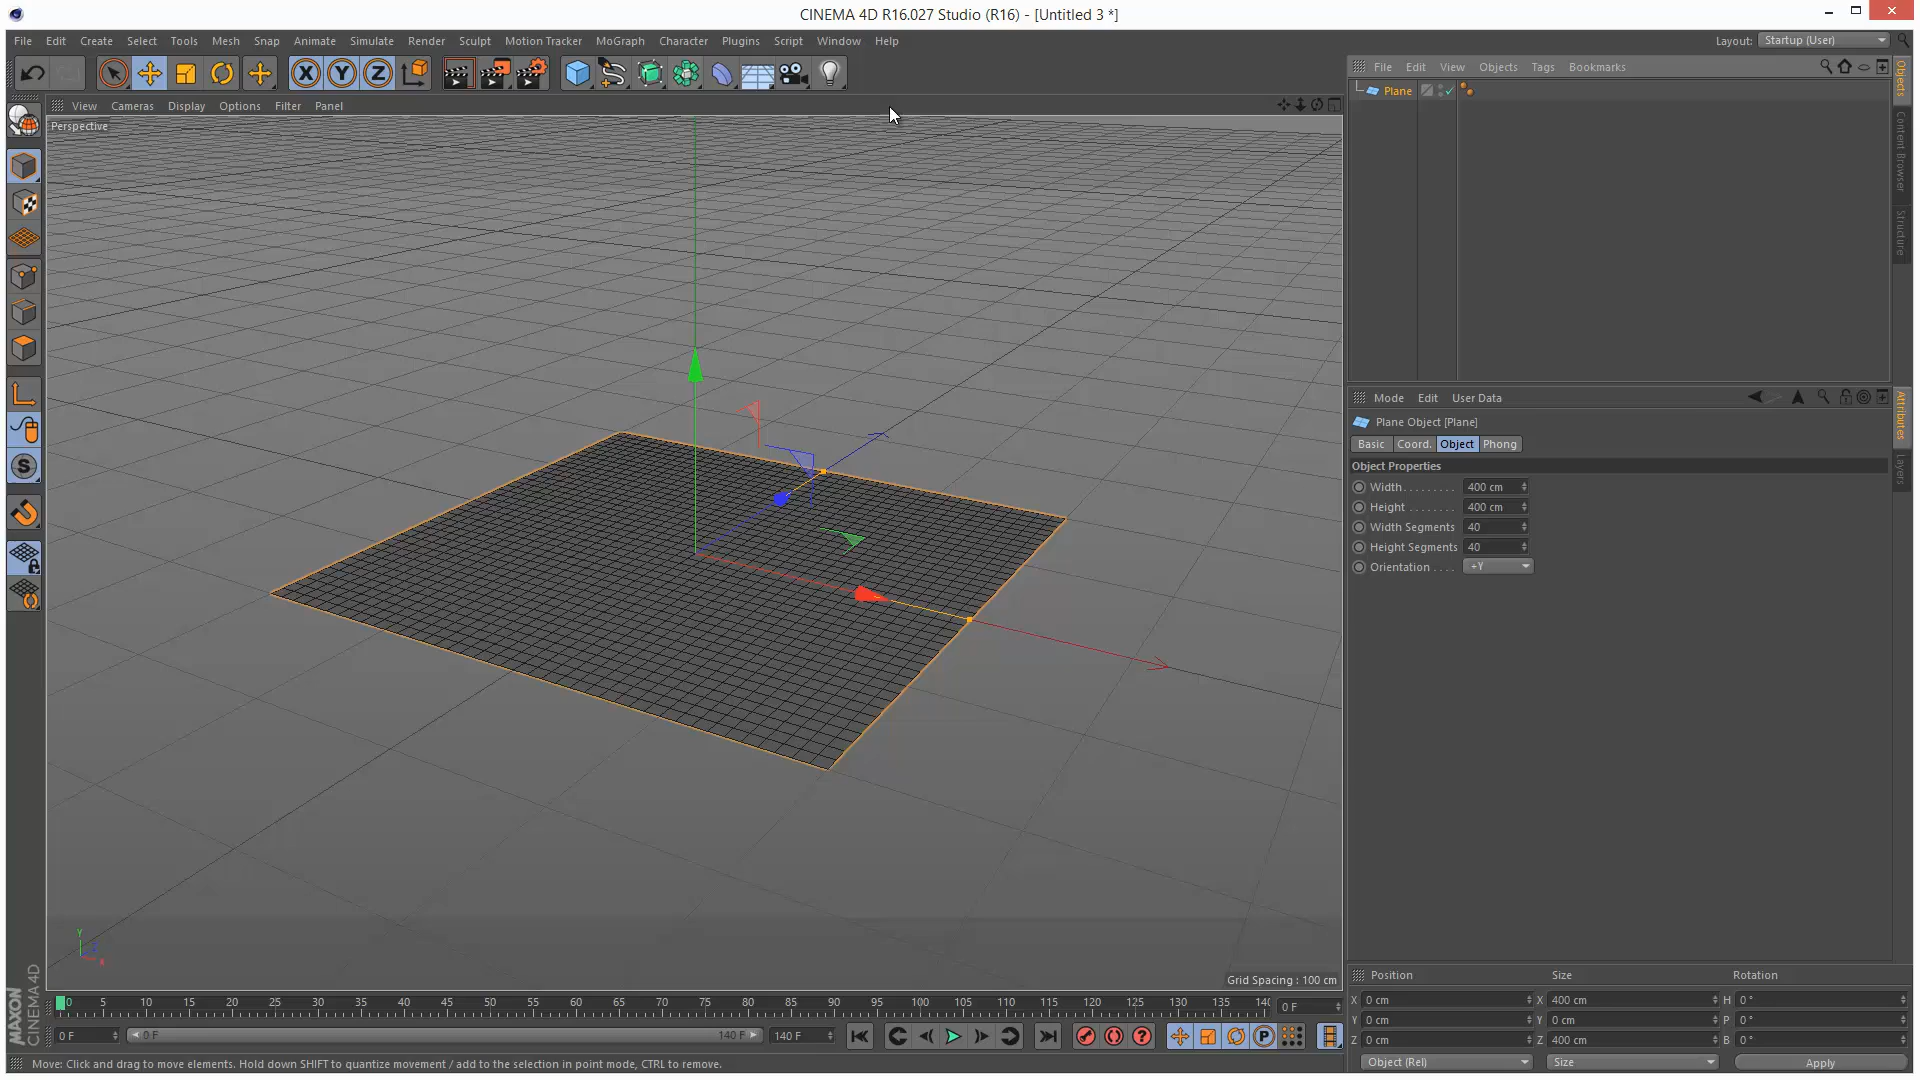 CINEMA 4D R16.027 Studio (R16) - [Untitled 3 *]
File Edit Create Select Tools Mesh Snap Animate Simulate Render Sculpt Motion Tracker MoGraph Character Plugins Script Window Help
Layout: Startup (User)
X Y Z
File Edit View Objects Tags Bookmarks
Plane
View Cameras Display Options Filter Panel
Perspective
Objects
Content Browser
Structure
Mode Edit User Data
Plane Object [Plane]
Basic Coord. Object Phong
Object Properties
Width . . . . . . . . 400 cm
Height . . . . . . . 400 cm
Width Segments 40
Height Segments 40
Orientation . . . . +Y
Attributes
Layers
S
Y
X
Grid Spacing : 100 cm
0 5 10 15 20 25 30 35 40 45 50 55 60 65 70 75 80 85 90 95 100 105 110 115 120 125 130 135 0 F
0 F 0 F 140 F 140 F
P
Position Size Rotation
X 0 cm X 400 cm H 0 °
Y 0 cm Y 0 cm P 0 °
Z 0 cm Z 400 cm B 0 °
Object (Rel) Size Apply
Move: Click and drag to move elements. Hold down SHIFT to quantize movement / add to the selection in point mode, CTRL to remove.
MAXON
CINEMA 4D